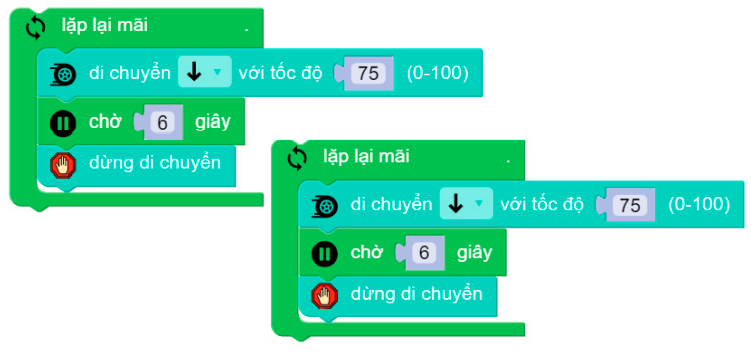 lặp lại mãi .
di chuyển ↓ với tốc độ 75 (0-100)
chờ 6 giây
dừng di chuyển
lặp lại mãi .
di chuyển ↓ với tốc độ 75 (0-100)
chờ 6 giây
dừng di chuyển